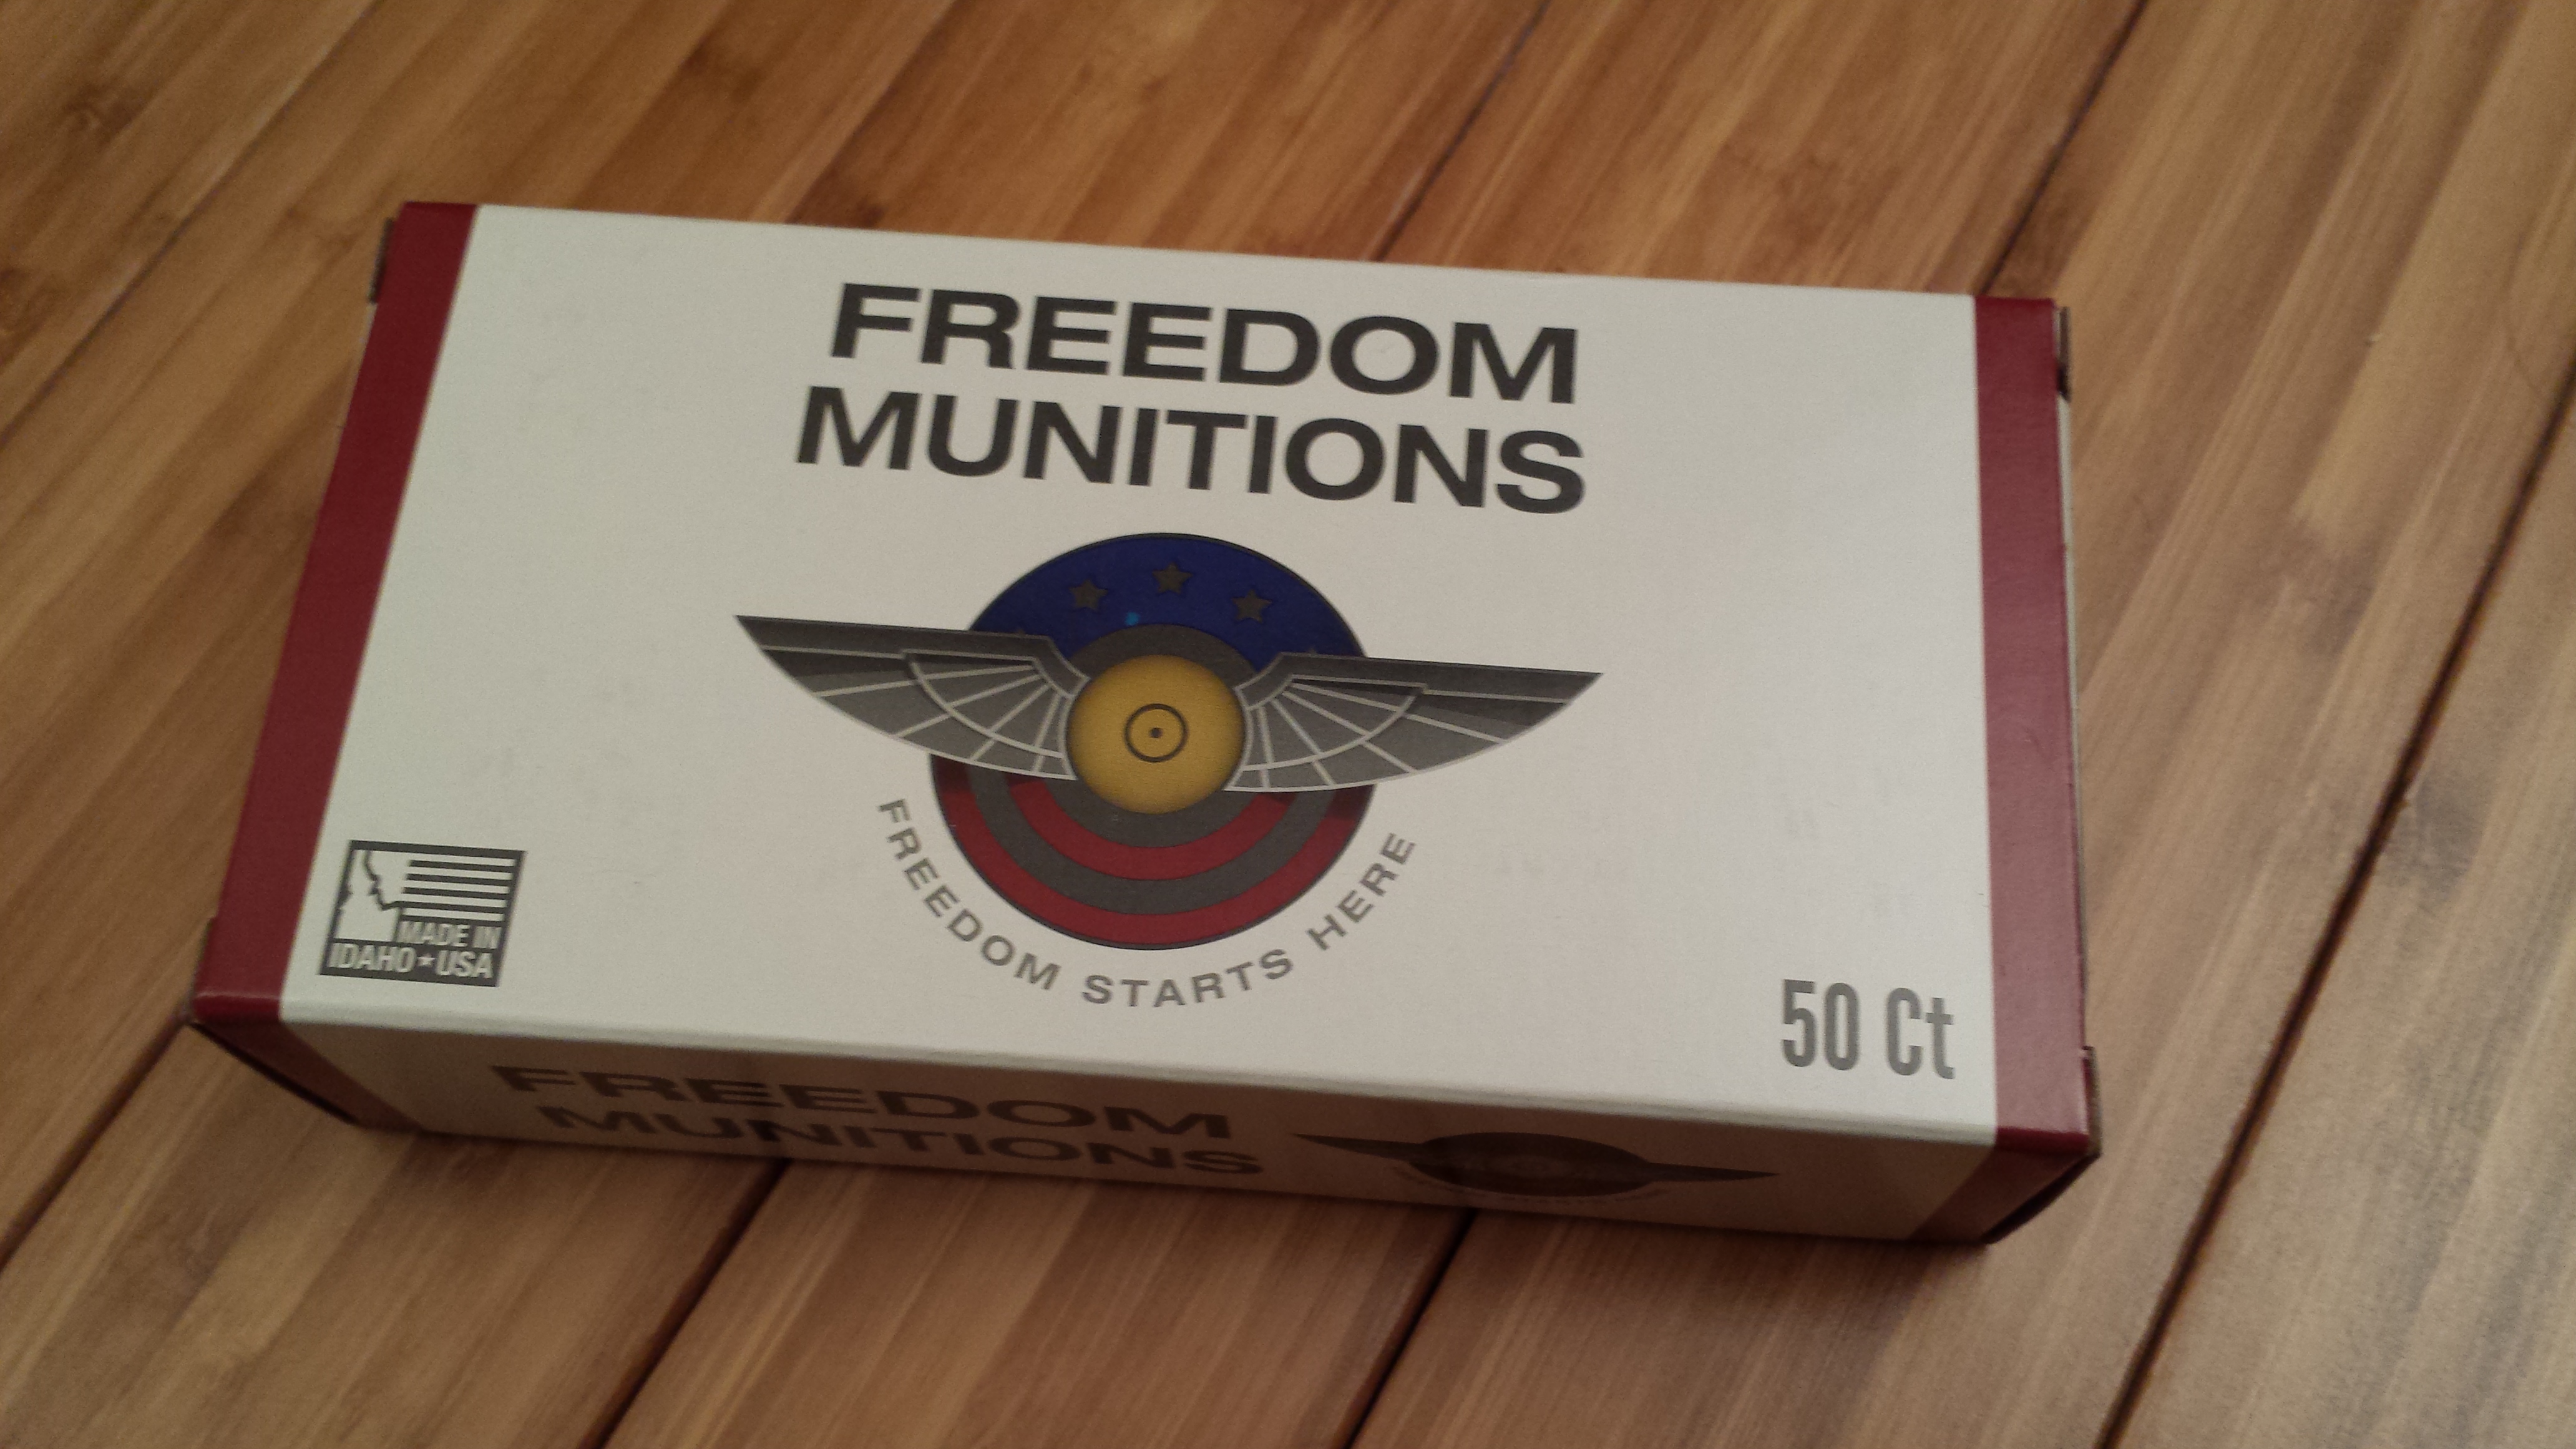 FREEDOM
MUNITIONS
FREEDOM STARTS HERE
MADE IN
IDAHO★USA
50 Ct
FREEDOM
MUNITIONS